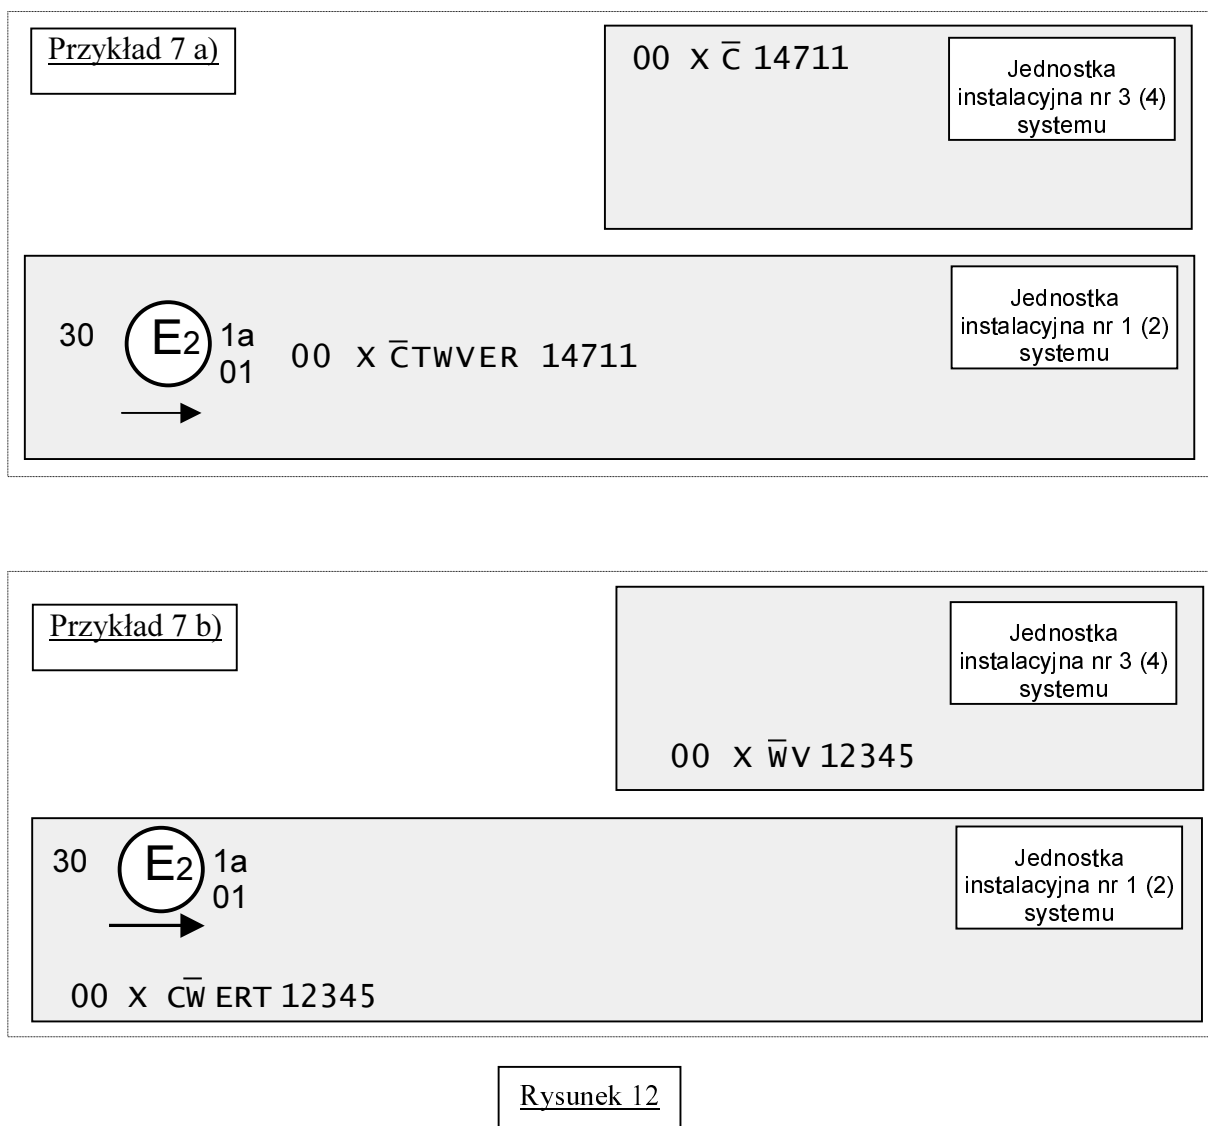 Przykład 7 a)
00 X C̅ 14711
Jednostka
instalacyjna nr 3 (4)
systemu
Jednostka
instalacyjna nr 1 (2)
systemu
30 E2 1a
01
00 X C̅TWVER 14711
Przykład 7 b)
Jednostka
instalacyjna nr 3 (4)
systemu
00 X W̅V 12345
30 E2 1a
01
Jednostka
instalacyjna nr 1 (2)
systemu
00 X CW̅ ERT 12345
Rysunek 12